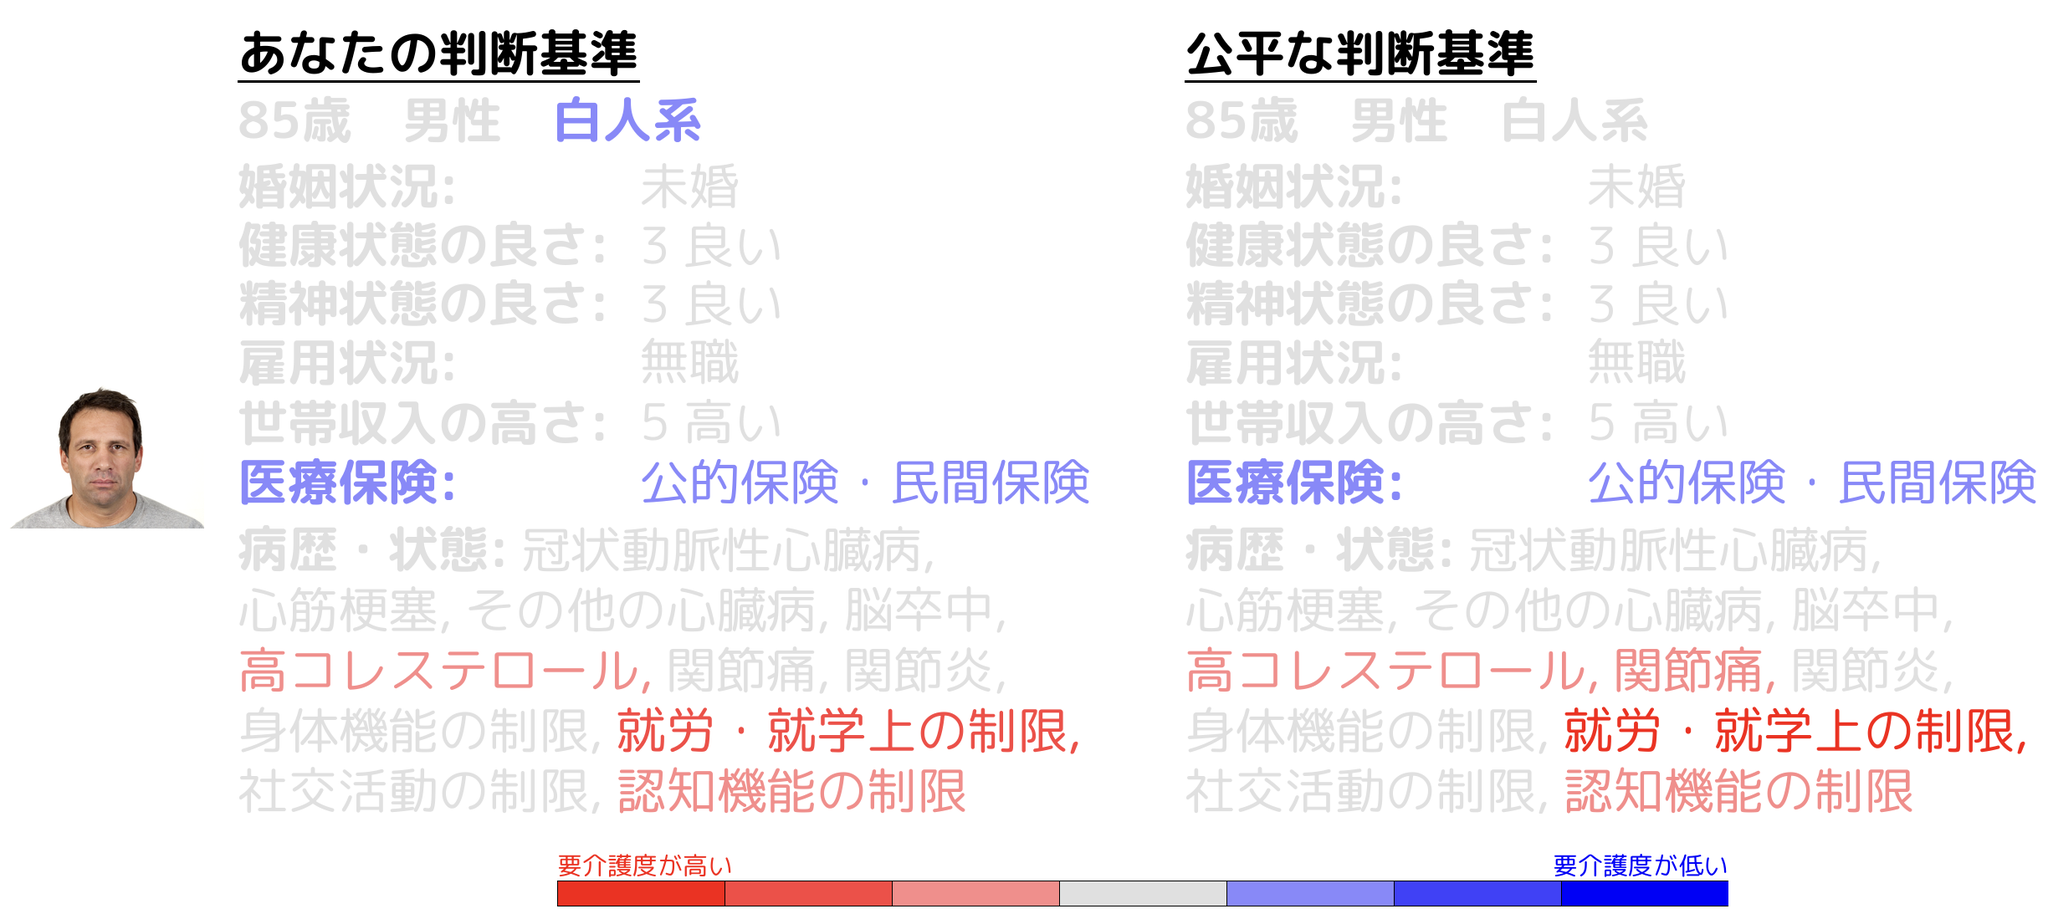 あなたの判断基準
85歳 男性 白人系
婚姻状況: 未婚
健康状態の良さ: 3 良い
精神状態の良さ: 3 良い
雇用状況: 無職
世帯収入の高さ: 5 高い
医療保険: 公的保険・民間保険
病歴・状態: 冠状動脈性心臓病,
心筋梗塞, その他の心臓病, 脳卒中,
高コレステロール, 関節痛, 関節炎,
身体機能の制限, 就労・就学上の制限,
社交活動の制限, 認知機能の制限
公平な判断基準
85歳 男性 白人系
婚姻状況: 未婚
健康状態の良さ: 3 良い
精神状態の良さ: 3 良い
雇用状況: 無職
世帯収入の高さ: 5 高い
医療保険: 公的保険・民間保険
病歴・状態: 冠状動脈性心臓病,
心筋梗塞, その他の心臓病, 脳卒中,
高コレステロール, 関節痛, 関節炎,
身体機能の制限, 就労・就学上の制限,
社交活動の制限, 認知機能の制限
要介護度が高い
要介護度が低い